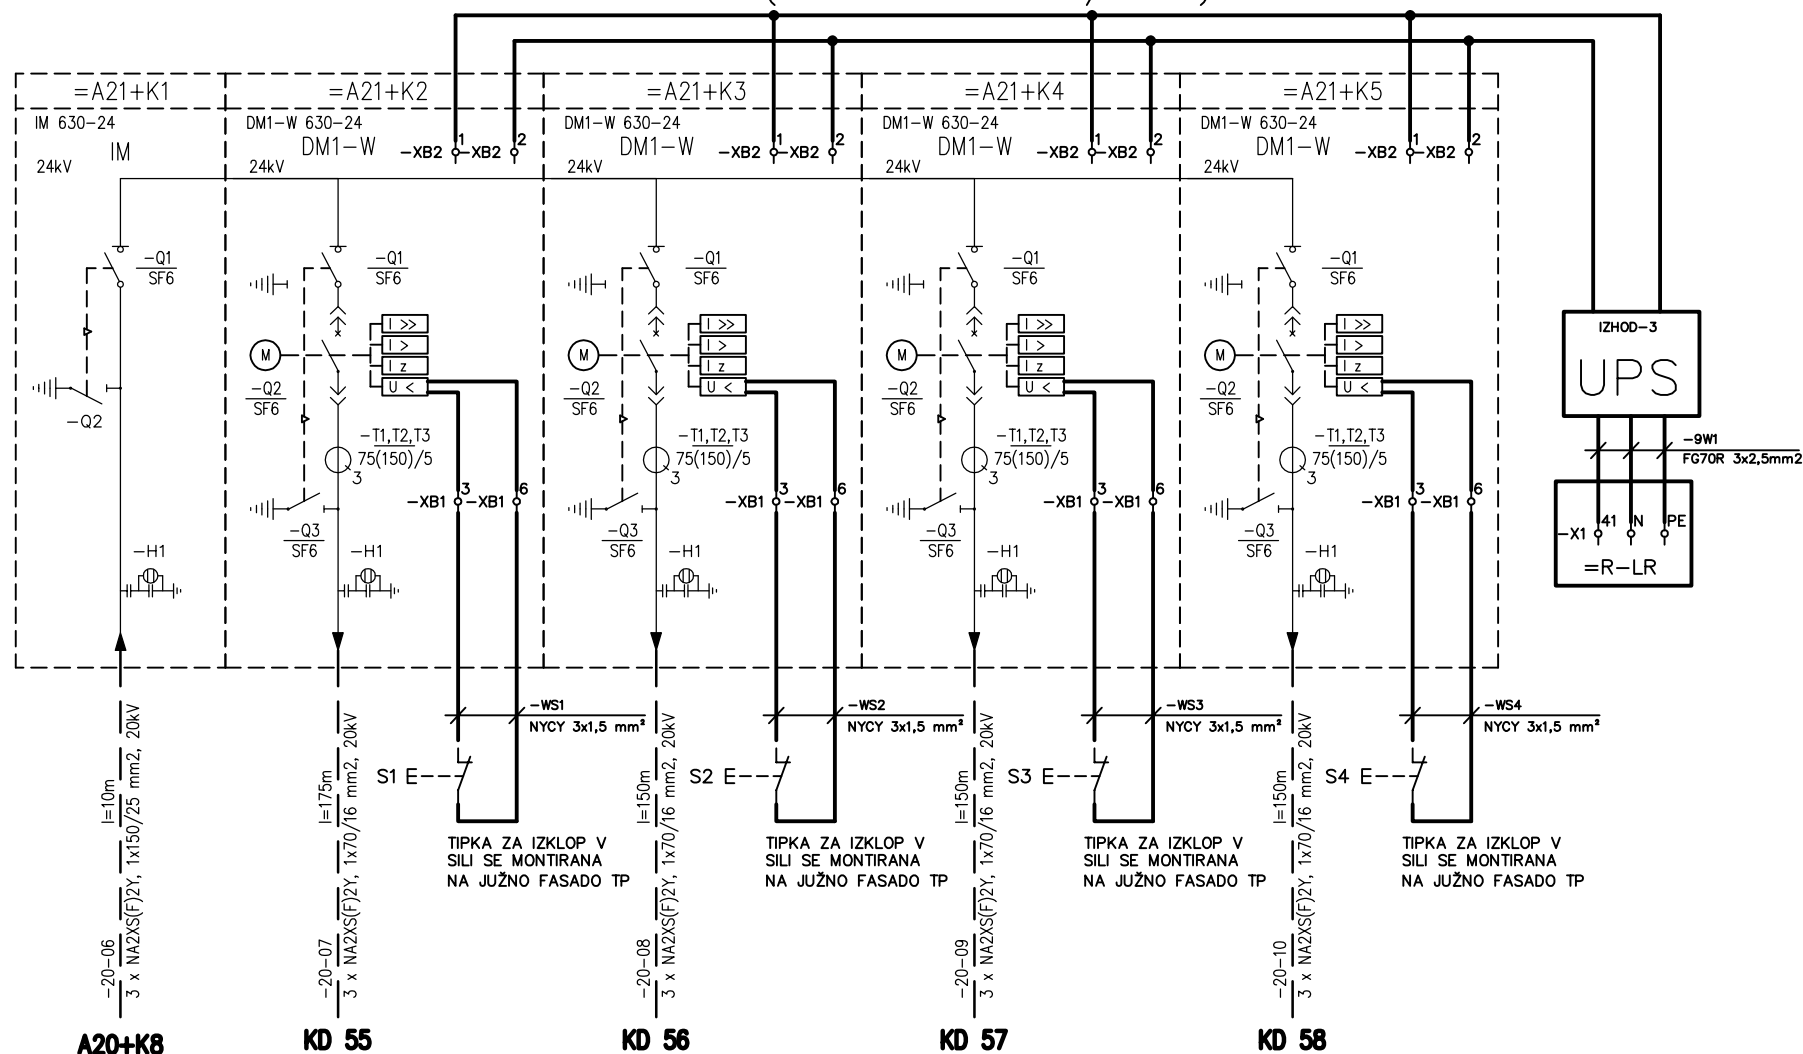 =A21+K1
=A21+K2
=A21+K3
=A21+K4
=A21+K5
IM 630-24
IM
24kV
DM1-W 630-24
DM1-W
24kV
-XB2 1
-XB2 2
DM1-W 630-24
DM1-W
24kV
-XB2 1
-XB2 2
DM1-W 630-24
DM1-W
24kV
-XB2 1
-XB2 2
DM1-W 630-24
DM1-W
24kV
-XB2 1
-XB2 2
-Q1
SF6
-Q2
-H1
-Q1
SF6
I >>
I >
I z
U <
M
-Q2
SF6
-T1,T2,T3
75(150)/5
3
-XB1 3
-XB1 6
-Q3
SF6
-H1
-Q1
SF6
I >>
I >
I z
U <
M
-Q2
SF6
-T1,T2,T3
75(150)/5
3
-XB1 3
-XB1 6
-Q3
SF6
-H1
-Q1
SF6
I >>
I >
I z
U <
M
-Q2
SF6
-T1,T2,T3
75(150)/5
3
-XB1 3
-XB1 6
-Q3
SF6
-H1
-Q1
SF6
I >>
I >
I z
U <
M
-Q2
SF6
-T1,T2,T3
75(150)/5
3
-XB1 3
-XB1 6
-Q3
SF6
-H1
IZHOD-3
UPS
-9W1
FG7OR 3x2,5mm2
-X1 41 N PE
=R-LR
-WS1
NYCY 3x1,5 mm²
S1 E
TIPKA ZA IZKLOP V
SILI SE MONTIRANA
NA JUŽNO FASADO TP
-WS2
NYCY 3x1,5 mm²
S2 E
TIPKA ZA IZKLOP V
SILI SE MONTIRANA
NA JUŽNO FASADO TP
-WS3
NYCY 3x1,5 mm²
S3 E
TIPKA ZA IZKLOP V
SILI SE MONTIRANA
NA JUŽNO FASADO TP
-WS4
NYCY 3x1,5 mm²
S4 E
TIPKA ZA IZKLOP V
SILI SE MONTIRANA
NA JUŽNO FASADO TP
-20-06 l=10m
3 x NA2XS(F)2Y, 1x150/25 mm2, 20kV
A20+K8
-20-07 l=175m
3 x NA2XS(F)2Y, 1x70/16 mm2, 20kV
KD 55
-20-08 l=150m
3 x NA2XS(F)2Y, 1x70/16 mm2, 20kV
KD 56
-20-09 l=150m
3 x NA2XS(F)2Y, 1x70/16 mm2, 20kV
KD 57
-20-10 l=150m
3 x NA2XS(F)2Y, 1x70/16 mm2, 20kV
KD 58